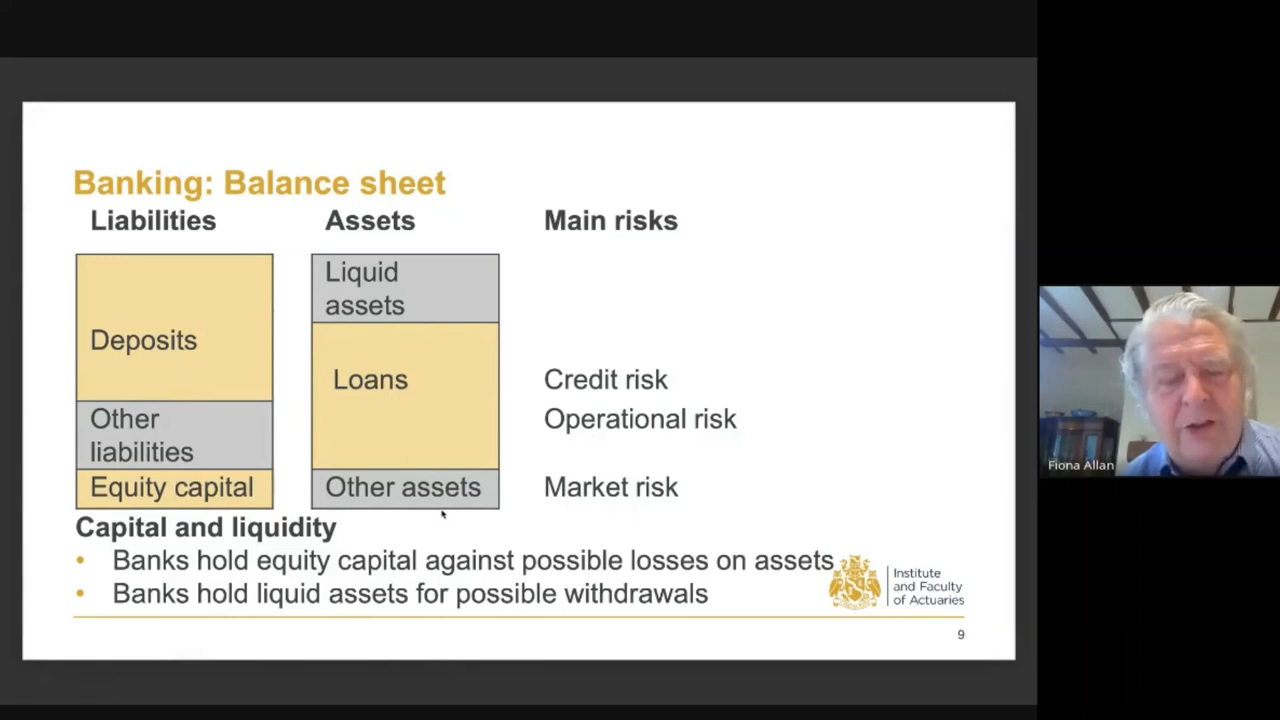 Banking: Balance sheet
Liabilities
Assets
Main risks
Deposits
Other
liabilities
Equity capital
Liquid
assets
Loans
Other assets
Credit risk
Operational risk
Market risk
Capital and liquidity
• Banks hold equity capital against possible losses on assets
• Banks hold liquid assets for possible withdrawals
Institute
and Faculty
of Actuaries
9
Fiona Allan